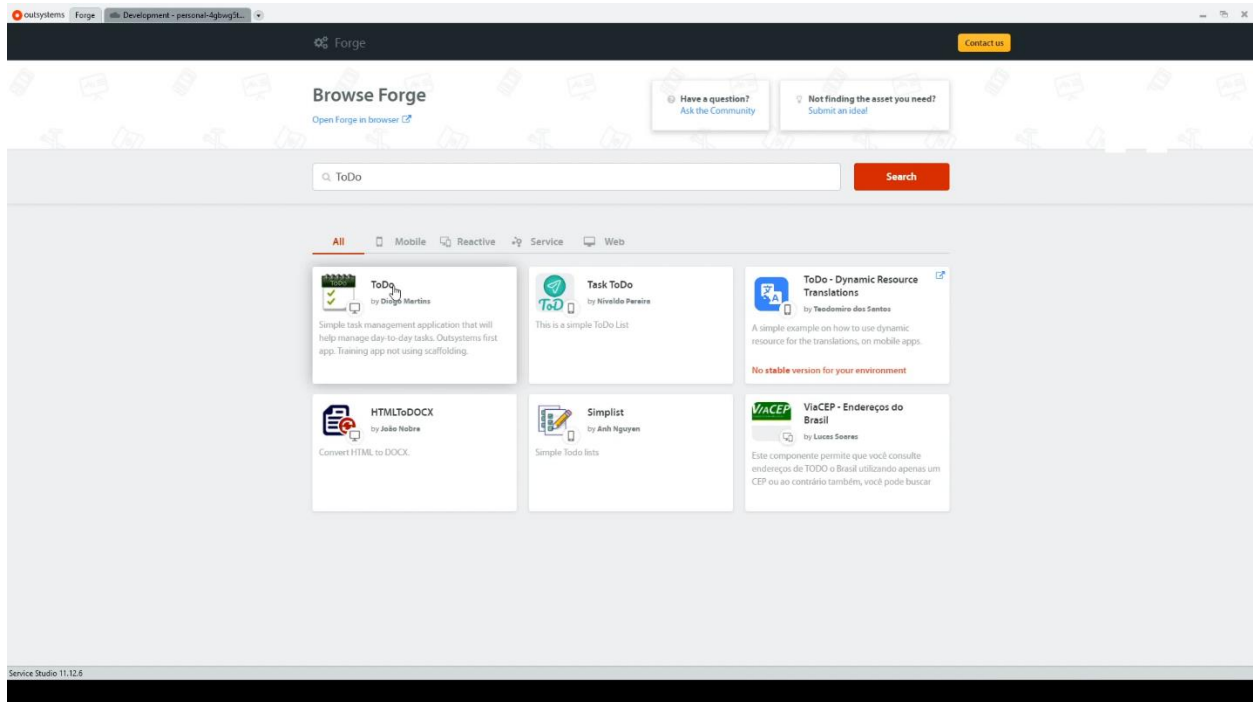 outsystems Forge Development - personal-4gbwg5t...
Forge
Contact us
Browse Forge
Open Forge in browser
Have a question?
Ask the Community
Not finding the asset you need?
Submit an idea!
ToDo
Search
All Mobile Reactive Service Web
ToDo
by Diogo Martins
Simple task management application that will
help manage day-to-day tasks. Outsystems first
app. Training app not using scaffolding.
ToD
Task ToDo
by Nivaldo Pereira
This is a simple ToDo List
ToDo - Dynamic Resource
Translations
by Teodomiro dos Santos
A simple example on how to use dynamic
resource for the translations, on mobile apps.
No stable version for your environment
HTMLToDOCX
by João Nobre
Convert HTML to DOCX.
Simplist
by Anh Nguyen
Simple Todo lists
VIACEP
ViaCEP - Endereços do
Brasil
by Lucas Soares
Este componente permite que você consulte
endereços de TODO o Brasil utilizando apenas um
CEP ou ao contrário também, você pode buscar
Service Studio 11.12.6